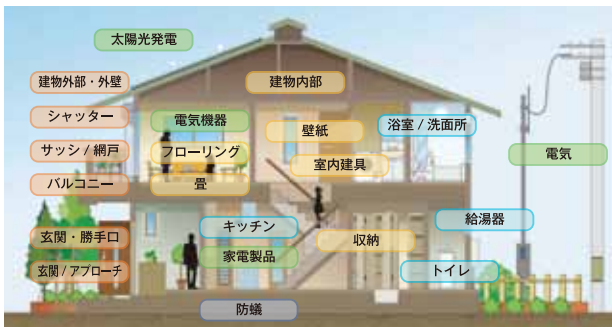 太陽光発電
建物外部・外壁
建物内部
シャッター
電気機器
壁紙
浴室 / 洗面所
サッシ / 網戸
フローリング
室内建具
電気
バルコニー
畳
キッチン
給湯器
玄関・勝手口
収納
家電製品
玄関 / アプローチ
トイレ
防蟻